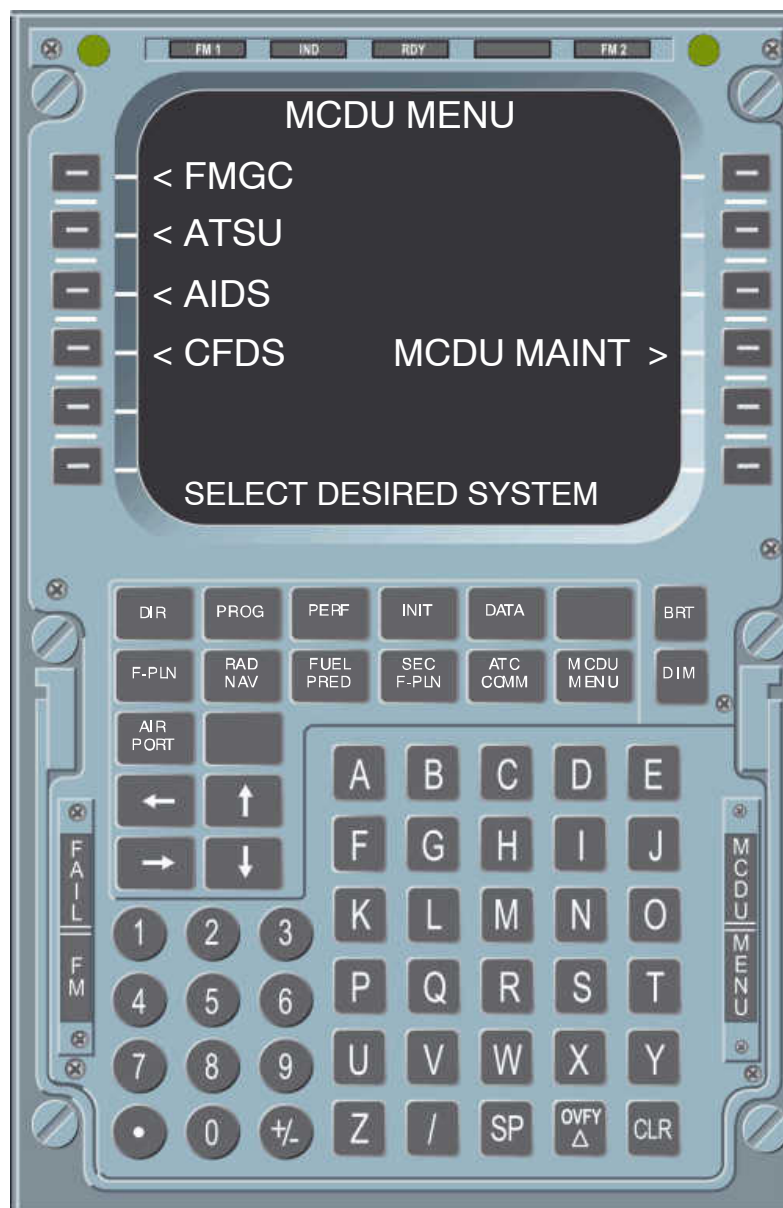 FM 1 IND RDY FM 2
MCDU MENU
< FMGC
< ATSU
< AIDS
< CFDS MCDU MAINT >
SELECT DESIRED SYSTEM
DIR PROG PERF INIT DATA BRT
F-PLN RAD NAV FUEL PRED SEC F-PLN ATC COMM MCDU MENU DIM
AIR PORT
← ↑
→ ↓
A B C D E
F G H I J
K L M N O
P Q R S T
U V W X Y
Z / SP OVFY Δ CLR
1 2 3
4 5 6
7 8 9
• 0 +/-
FAIL
FM
MCDU
MENU